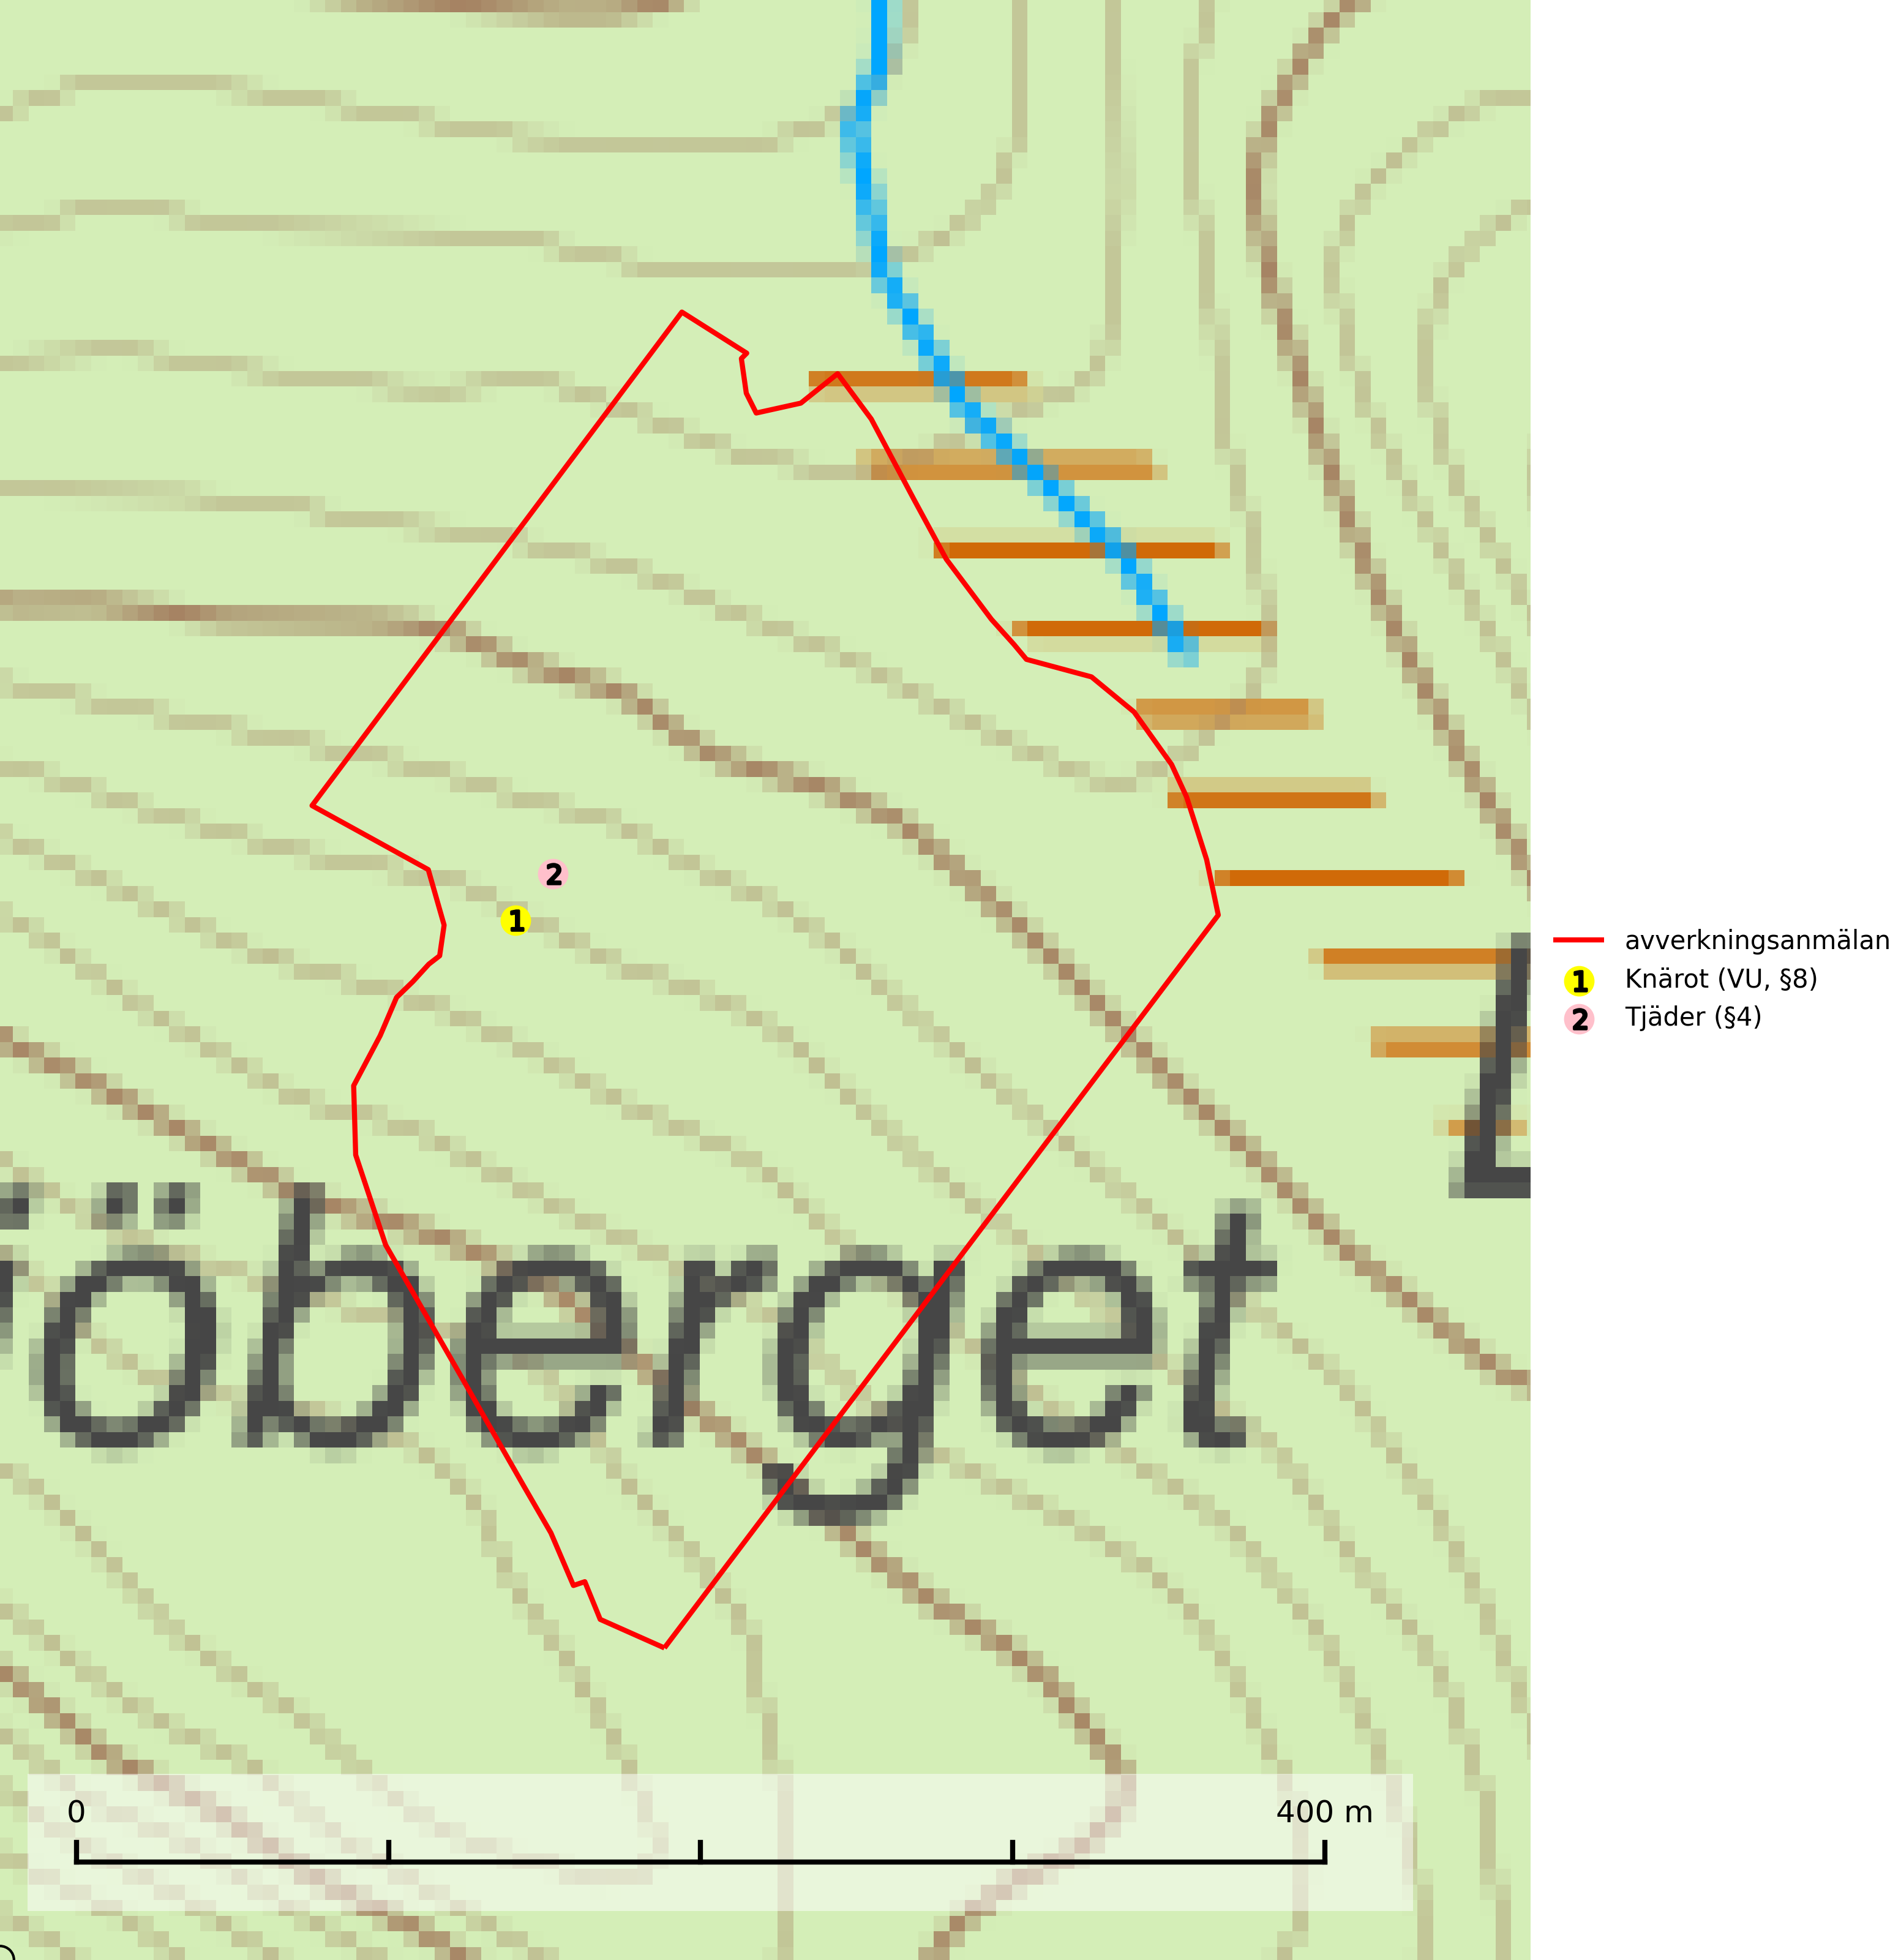 2
1
öberget
0 400 m
avverkningsanmälan
1 Knärot (VU, §8)
2 Tjäder (§4)